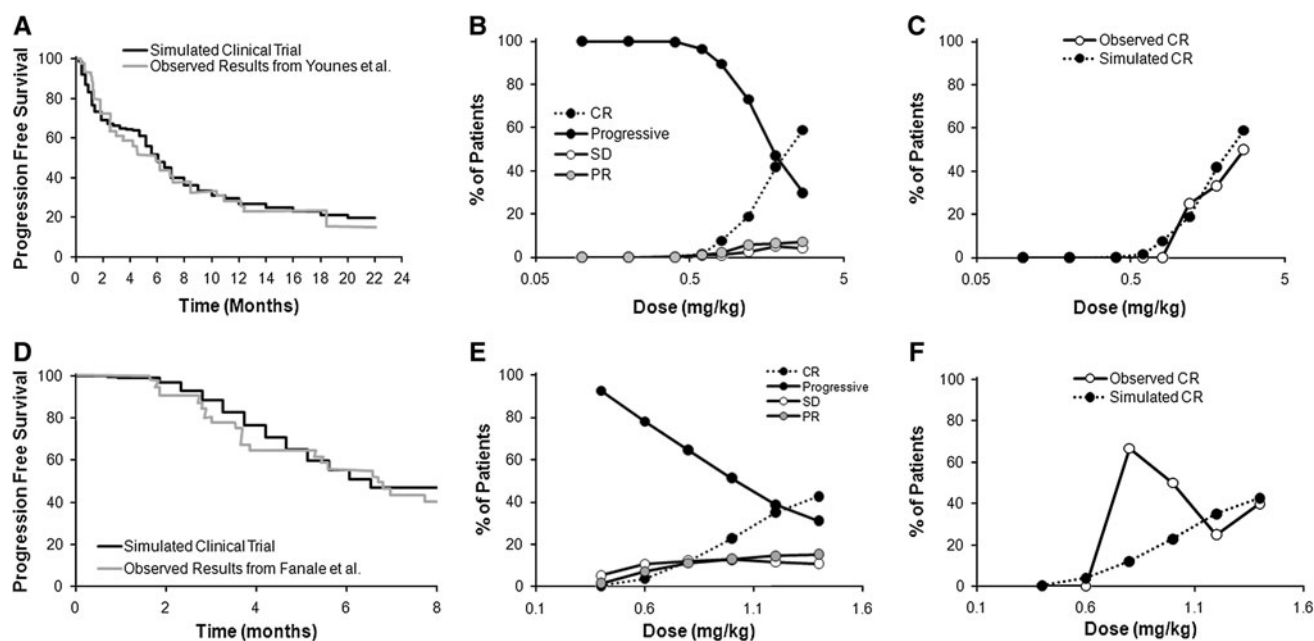 A
Progression Free Survival
100
80
60
40
20
0
Simulated Clinical Trial
Observed Results from Younes et al.
0 2 4 6 8 10 12 14 16 18 20 22 24
Time (Months)
B
% of Patients
100
80
60
40
20
0
CR
Progressive
SD
PR
0.05 0.5 5
Dose (mg/kg)
C
% of Patients
100
80
60
40
20
0
Observed CR
Simulated CR
0.05 0.5 5
Dose (mg/kg)
D
Progression Free Survival
100
80
60
40
20
0
Simulated Clinical Trial
Observed Results from Fanale et al.
0 2 4 6 8
Time (months)
E
% of Patients
100
80
60
40
20
0
CR
Progressive
SD
PR
0.1 0.6 1.1 1.6
Dose (mg/kg)
F
% of Patients
100
80
60
40
20
0
Observed CR
Simulated CR
0.1 0.6 1.1 1.6
Dose (mg/kg)